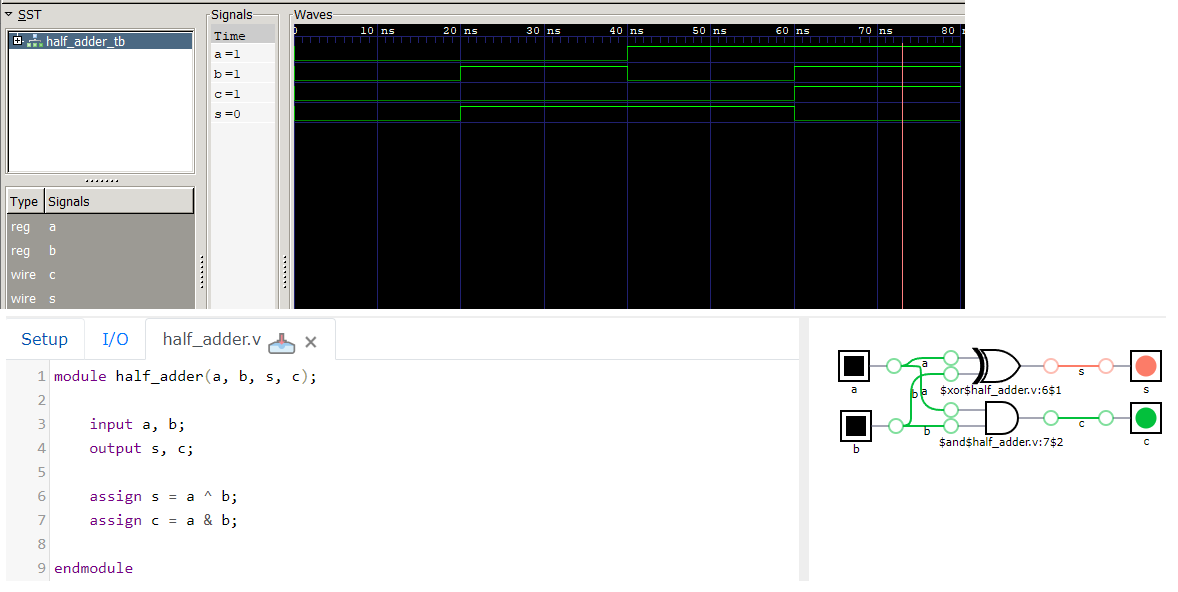 SST
Signals
Waves
half_adder_tb
Time
0 10 ns 20 ns 30 ns 40 ns 50 ns 60 ns 70 ns 80
a =1
b =1
c =1
s =0
Type Signals
reg a
reg b
wire c
wire s
Setup I/O half_adder.v
1 module half_adder(a, b, s, c);
2
3 input a, b;
4 output s, c;
5
6 assign s = a ^ b;
7 assign c = a & b;
8
9 endmodule
a
a
s
s
$xor$half_adder.v:6$1
b
a
b
b
c
c
$and$half_adder.v:7$2